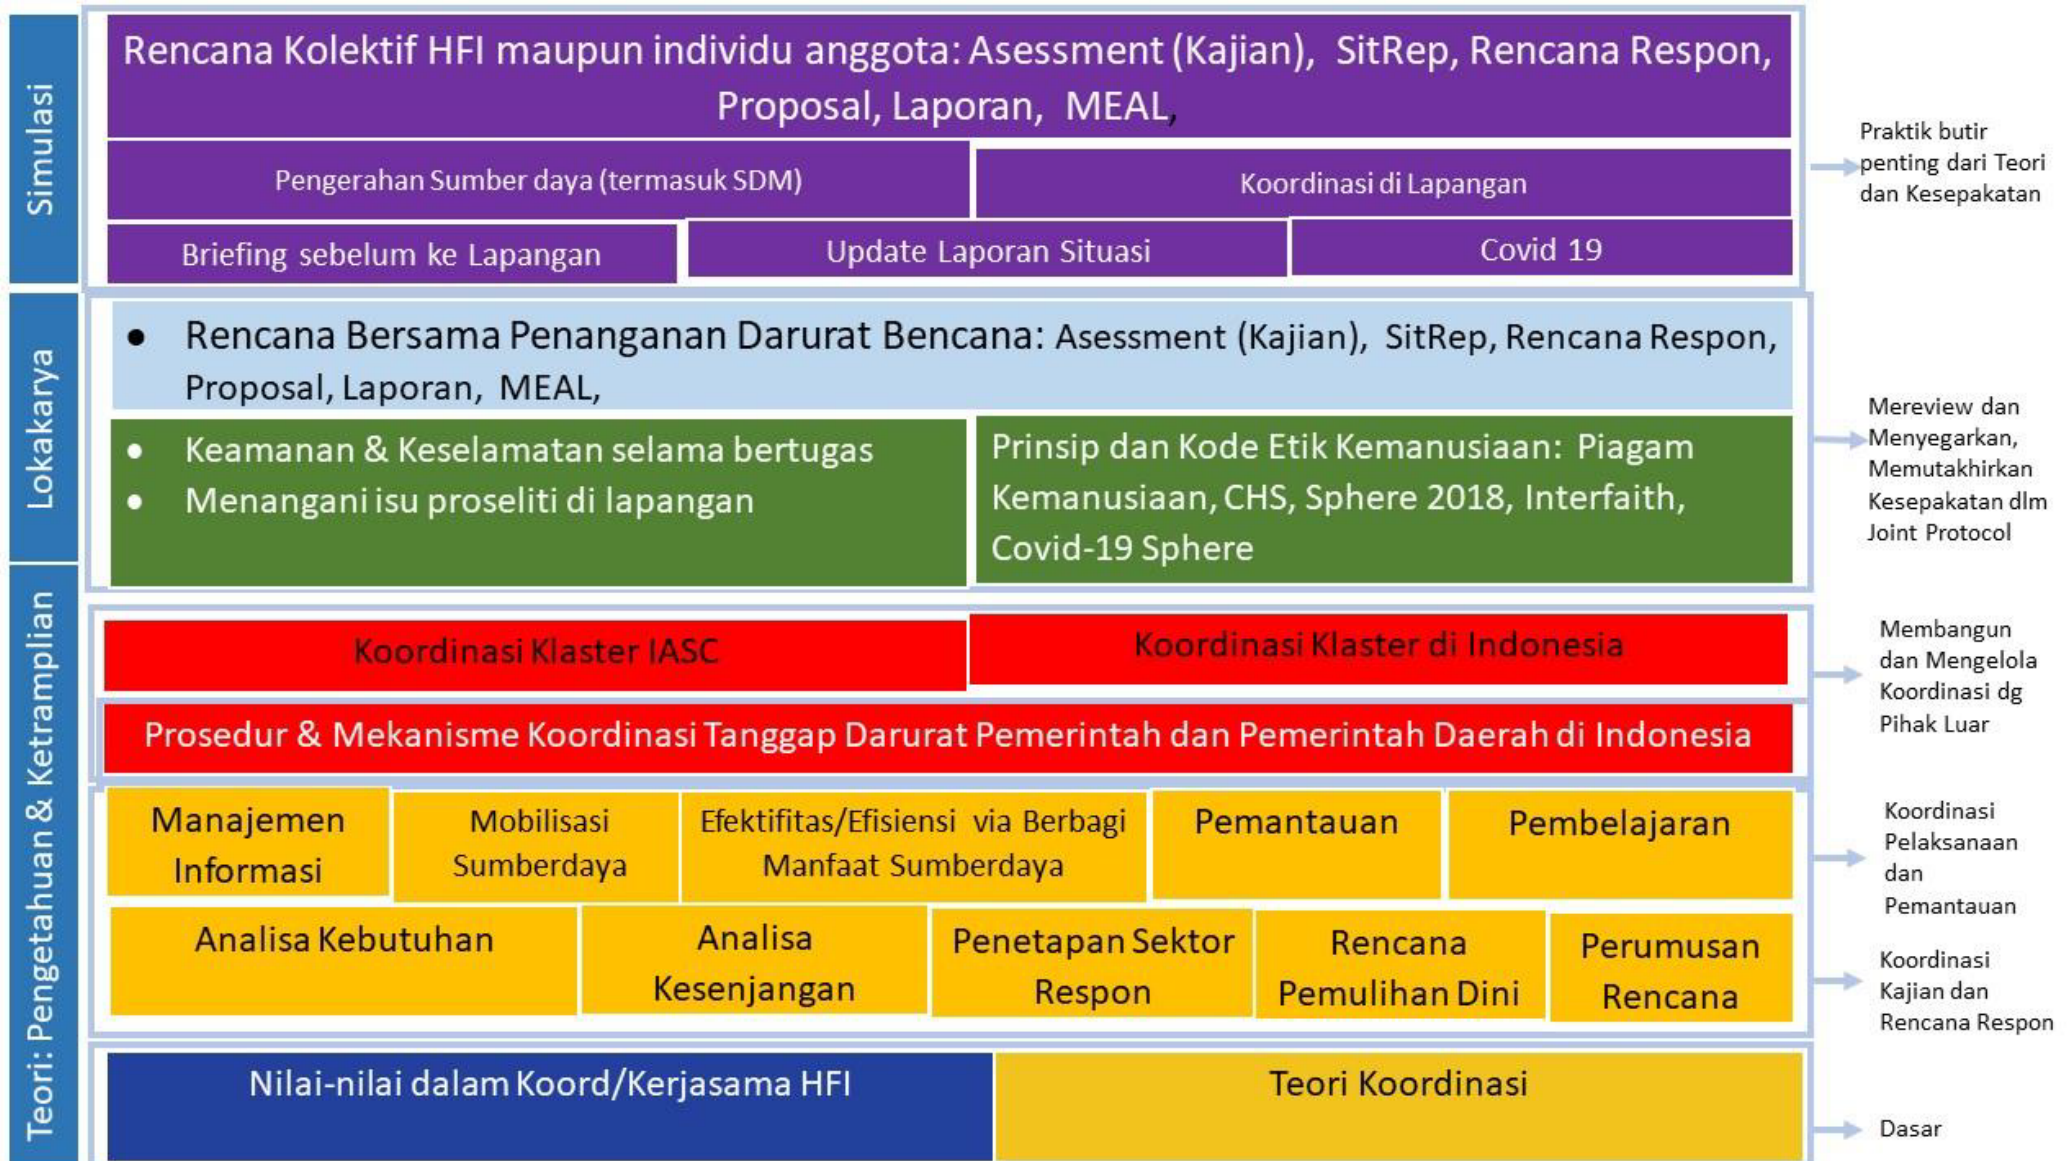 Simulasi
Rencana Kolektif HFI maupun individu anggota: Asessment (Kajian), SitRep, Rencana Respon,
Proposal, Laporan, MEAL,
Pengerahan Sumber daya (termasuk SDM)
Koordinasi di Lapangan
Briefing sebelum ke Lapangan
Update Laporan Situasi
Covid 19
Praktik butir
penting dari Teori
dan Kesepakatan
Lokakarya
• Rencana Bersama Penanganan Darurat Bencana: Asessment (Kajian), SitRep, Rencana Respon,
Proposal, Laporan, MEAL,
• Keamanan & Keselamatan selama bertugas
• Menangani isu proseliti di lapangan
Prinsip dan Kode Etik Kemanusiaan: Piagam
Kemanusiaan, CHS, Sphere 2018, Interfaith,
Covid-19 Sphere
Mereview dan
Menyegarkan,
Memutakhirkan
Kesepakatan dlm
Joint Protocol
Teori: Pengetahuan & Ketramplian
Koordinasi Klaster IASC
Koordinasi Klaster di Indonesia
Prosedur & Mekanisme Koordinasi Tanggap Darurat Pemerintah dan Pemerintah Daerah di Indonesia
Membangun
dan Mengelola
Koordinasi dg
Pihak Luar
Manajemen
Informasi
Mobilisasi
Sumberdaya
Efektifitas/Efisiensi via Berbagi
Manfaat Sumberdaya
Pemantauan
Pembelajaran
Koordinasi
Pelaksanaan
dan
Pemantauan
Analisa Kebutuhan
Analisa
Kesenjangan
Penetapan Sektor
Respon
Rencana
Pemulihan Dini
Perumusan
Rencana
Koordinasi
Kajian dan
Rencana Respon
Nilai-nilai dalam Koord/Kerjasama HFI
Teori Koordinasi
Dasar